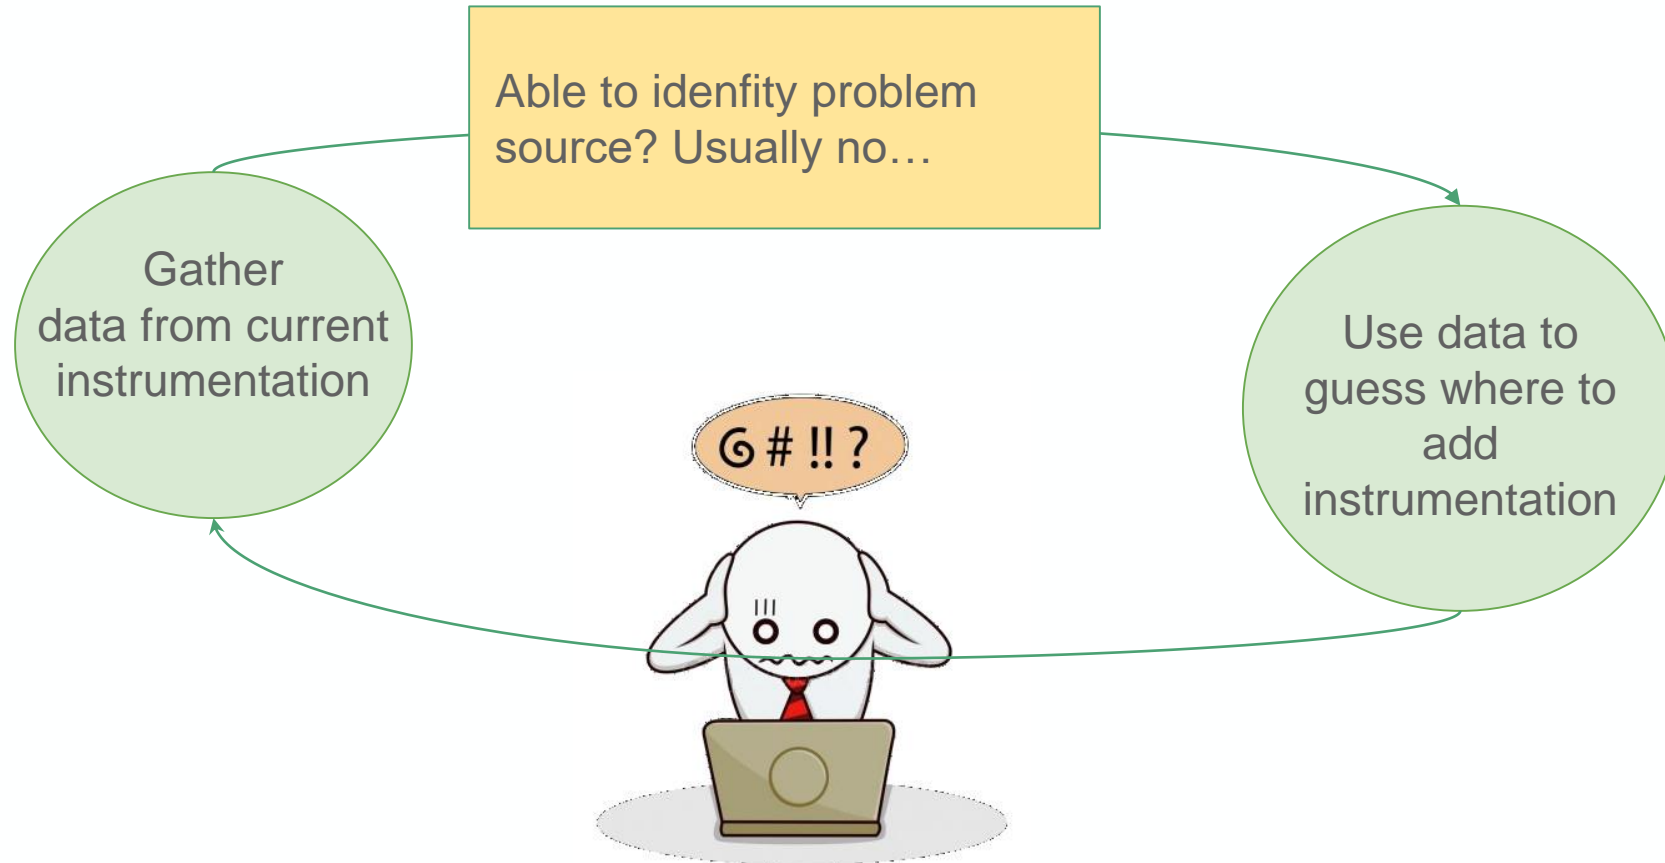 Able to idenfity problem
source? Usually no…
Gather
data from current
instrumentation
Use data to
guess where to
add
instrumentation
@#!!?